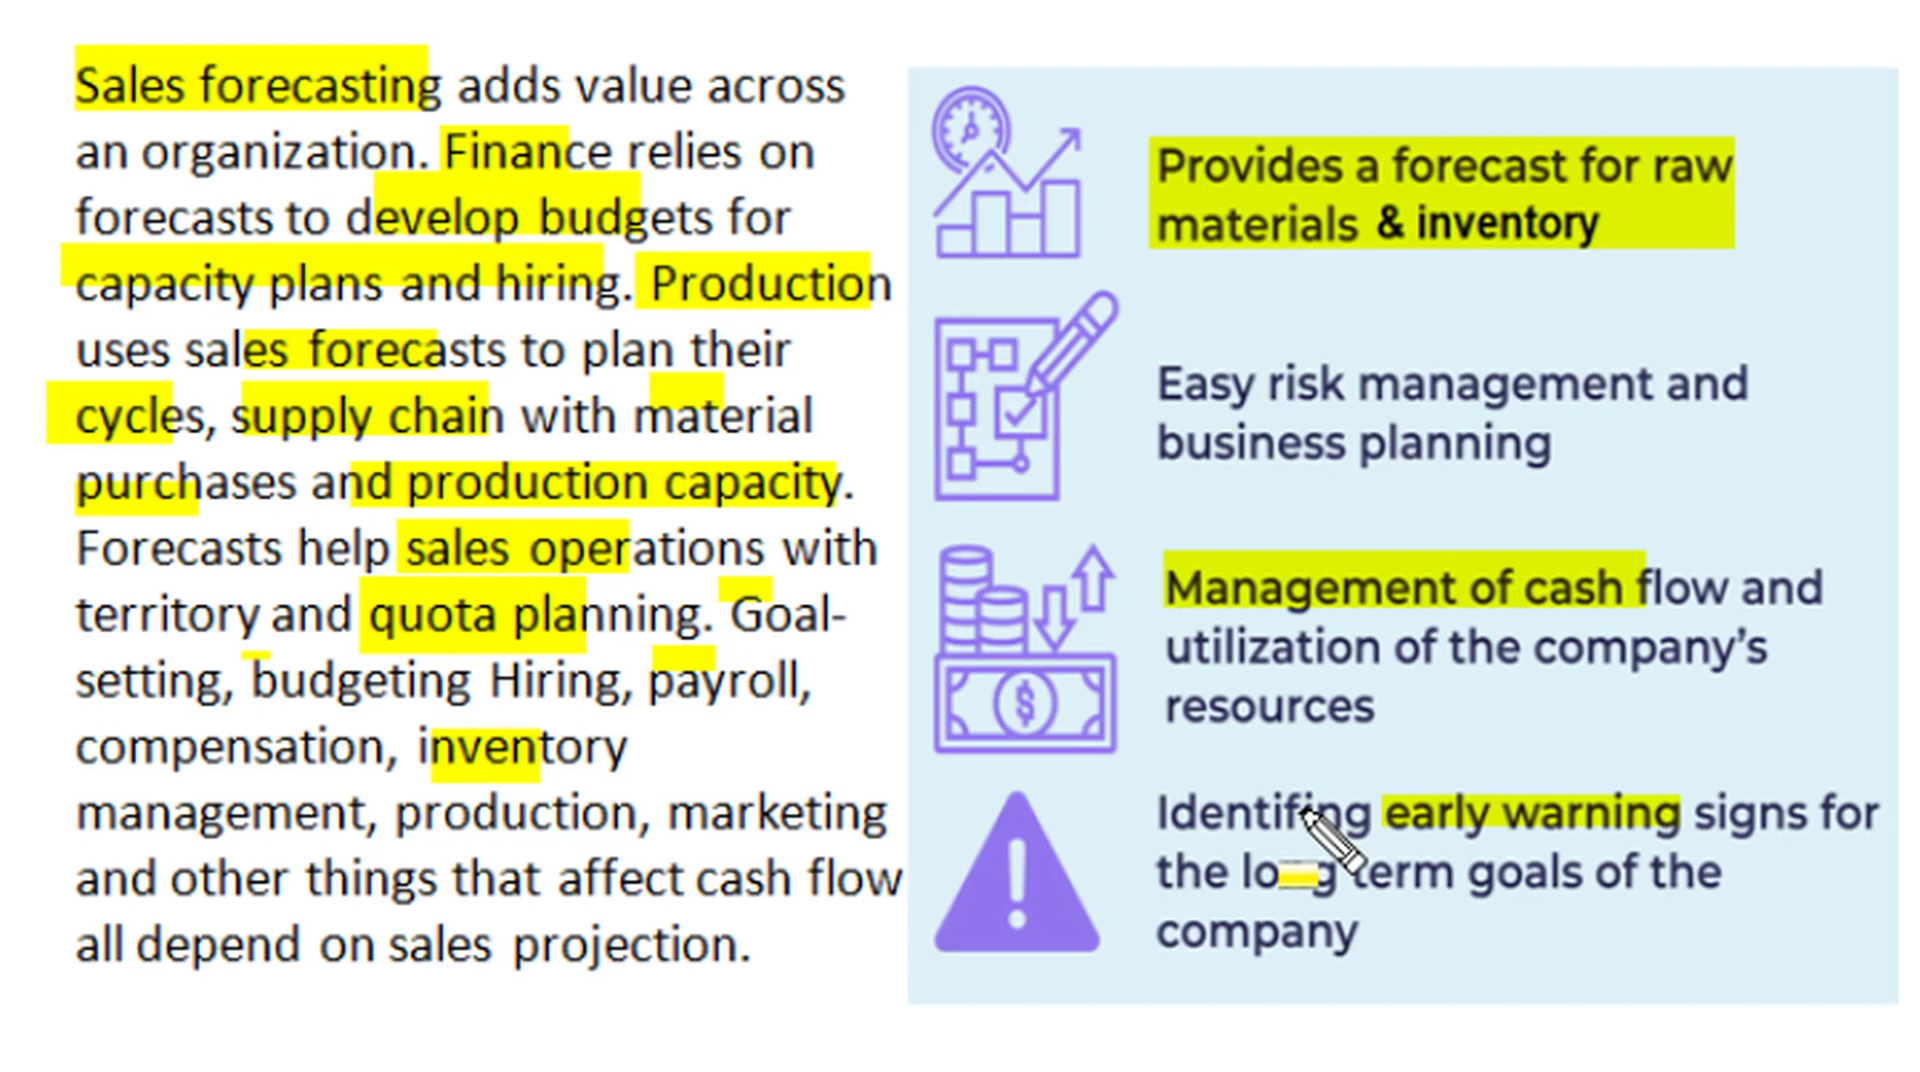 Sales forecasting adds value across
an organization. Finance relies on
forecasts to develop budgets for
capacity plans and hiring. Production
uses sales forecasts to plan their
cycles, supply chain with material
purchases and production capacity.
Forecasts help sales operations with
territory and quota planning. Goal-
setting, budgeting Hiring, payroll,
compensation, inventory
management, production, marketing
and other things that affect cash flow
all depend on sales projection.
Provides a forecast for raw
materials & inventory
Easy risk management and
business planning
Management of cash flow and
utilization of the company's
resources
Identifing early warning signs for
the long term goals of the
company